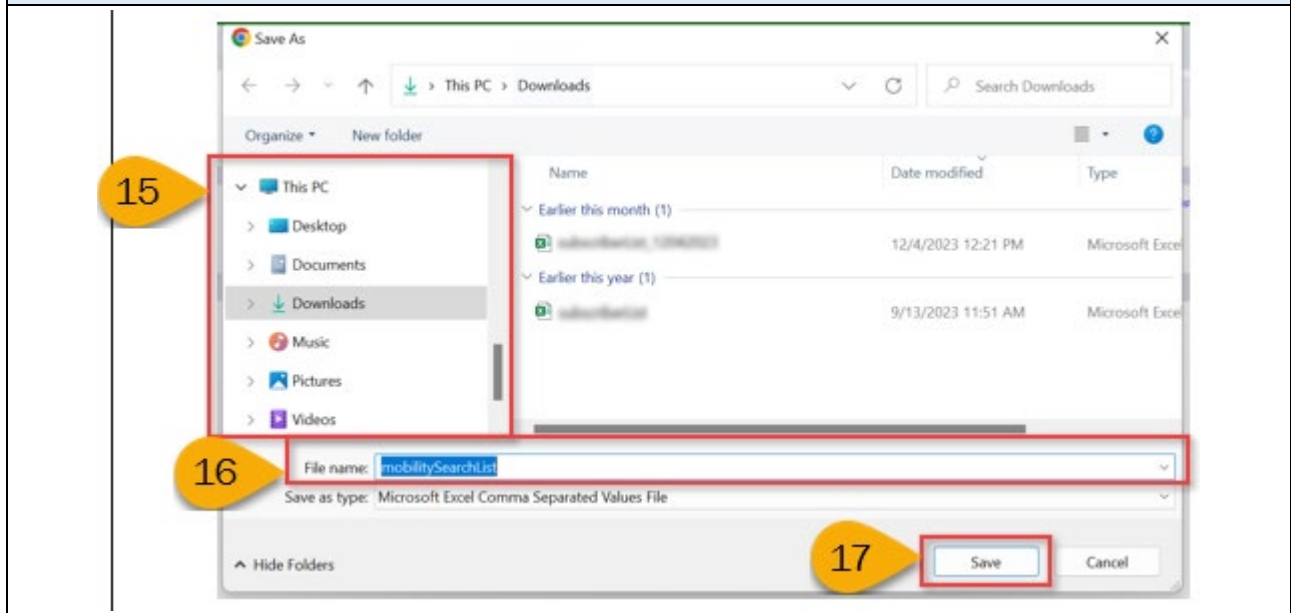 Save As
This PC > Downloads
Search Downloads
Organize
New folder
15
This PC
Desktop
Documents
Downloads
Music
Pictures
Videos
Name
Date modified
Type
Earlier this month (1)
12/4/2023 12:21 PM
Microsoft Excel
Earlier this year (1)
9/13/2023 11:51 AM
Microsoft Excel
16
File name: mobilitySearchList
Save as type: Microsoft Excel Comma Separated Values File
Hide Folders
17
Save
Cancel